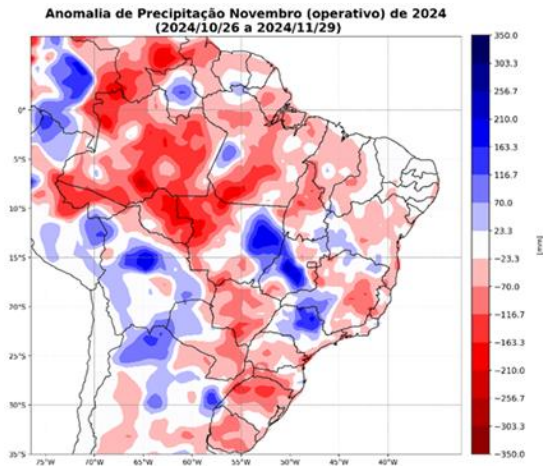 Anomalia de Precipitação Novembro (operativo) de 2024
(2024/10/26 a 2024/11/29)
350.0
303.3
256.7
210.0
163.3
116.7
70.0
23.3
-23.3
-70.0
-116.7
-163.3
-210.0
-256.7
-303.3
-350.0
[mm]
0°
5°S
10°S
15°S
20°S
25°S
30°S
35°S
75°W
70°W
65°W
60°W
55°W
50°W
45°W
40°W